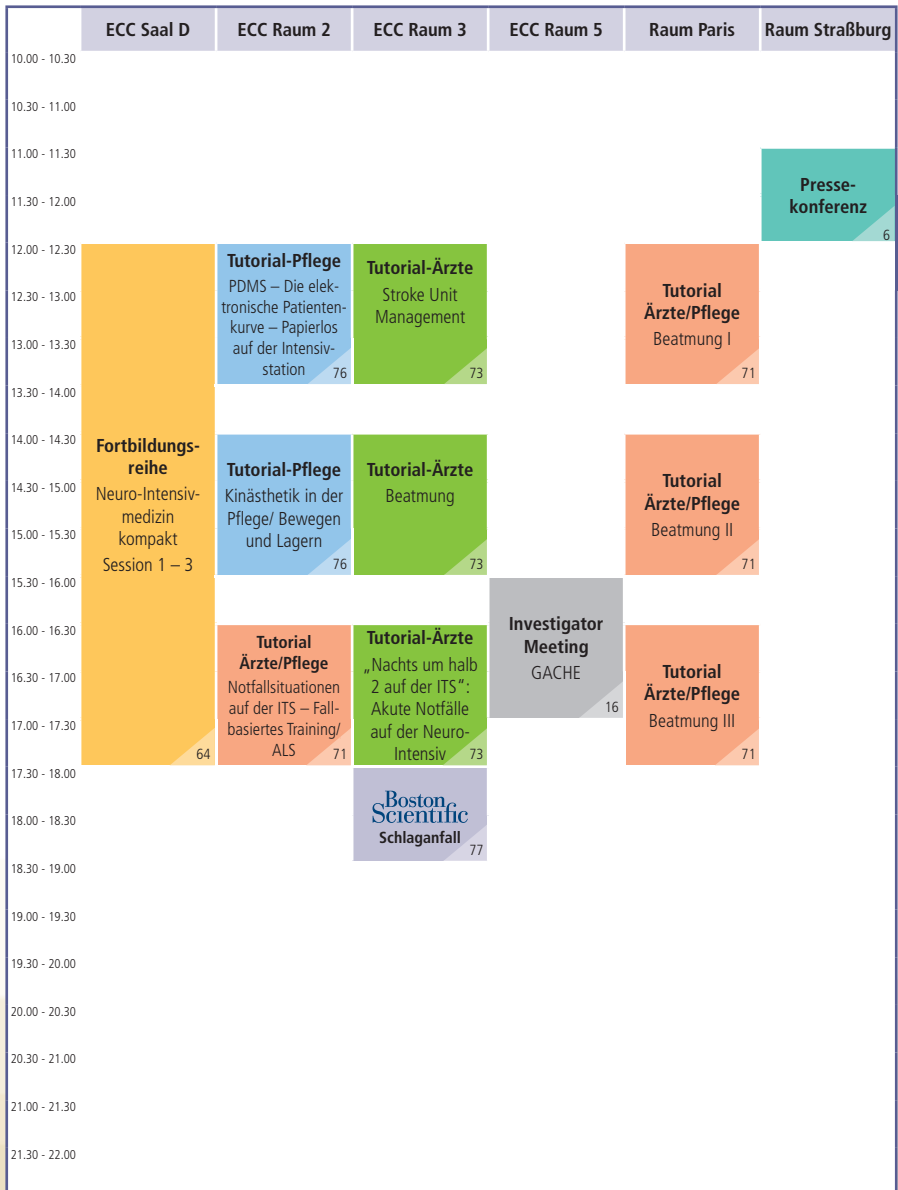 ECC Saal D ECC Raum 2 ECC Raum 3 ECC Raum 5 Raum Paris Raum Straßburg
10.00 - 10.30
10.30 - 11.00
11.00 - 11.30
11.30 - 12.00
12.00 - 12.30
12.30 - 13.00
13.00 - 13.30
13.30 - 14.00
14.00 - 14.30
14.30 - 15.00
15.00 - 15.30
15.30 - 16.00
16.00 - 16.30
16.30 - 17.00
17.00 - 17.30
17.30 - 18.00
18.00 - 18.30
18.30 - 19.00
19.00 - 19.30
19.30 - 20.00
20.00 - 20.30
20.30 - 21.00
21.00 - 21.30
21.30 - 22.00
Fortbildungs-
reihe
Neuro-Intensiv-
medizin
kompakt
Session 1 – 3
64
Tutorial-Pflege
PDMS – Die elek-
tronische Patienten-
kurve – Papierlos
auf der Intensiv-
station
76
Tutorial-Pflege
Kinästhetik in der
Pflege/ Bewegen
und Lagern
76
Tutorial
Ärzte/Pflege
Notfallsituationen
auf der ITS – Fall-
basiertes Training/
ALS
71
Tutorial-Ärzte
Stroke Unit
Management
73
Tutorial-Ärzte
Beatmung
73
Tutorial-Ärzte
„Nachts um halb
2 auf der ITS“:
Akute Notfälle
auf der Neuro-
Intensiv
73
Boston
Scientific
Schlaganfall
77
Investigator
Meeting
GACHE
16
Tutorial
Ärzte/Pflege
Beatmung I
71
Tutorial
Ärzte/Pflege
Beatmung II
71
Tutorial
Ärzte/Pflege
Beatmung III
71
Presse-
konferenz
6